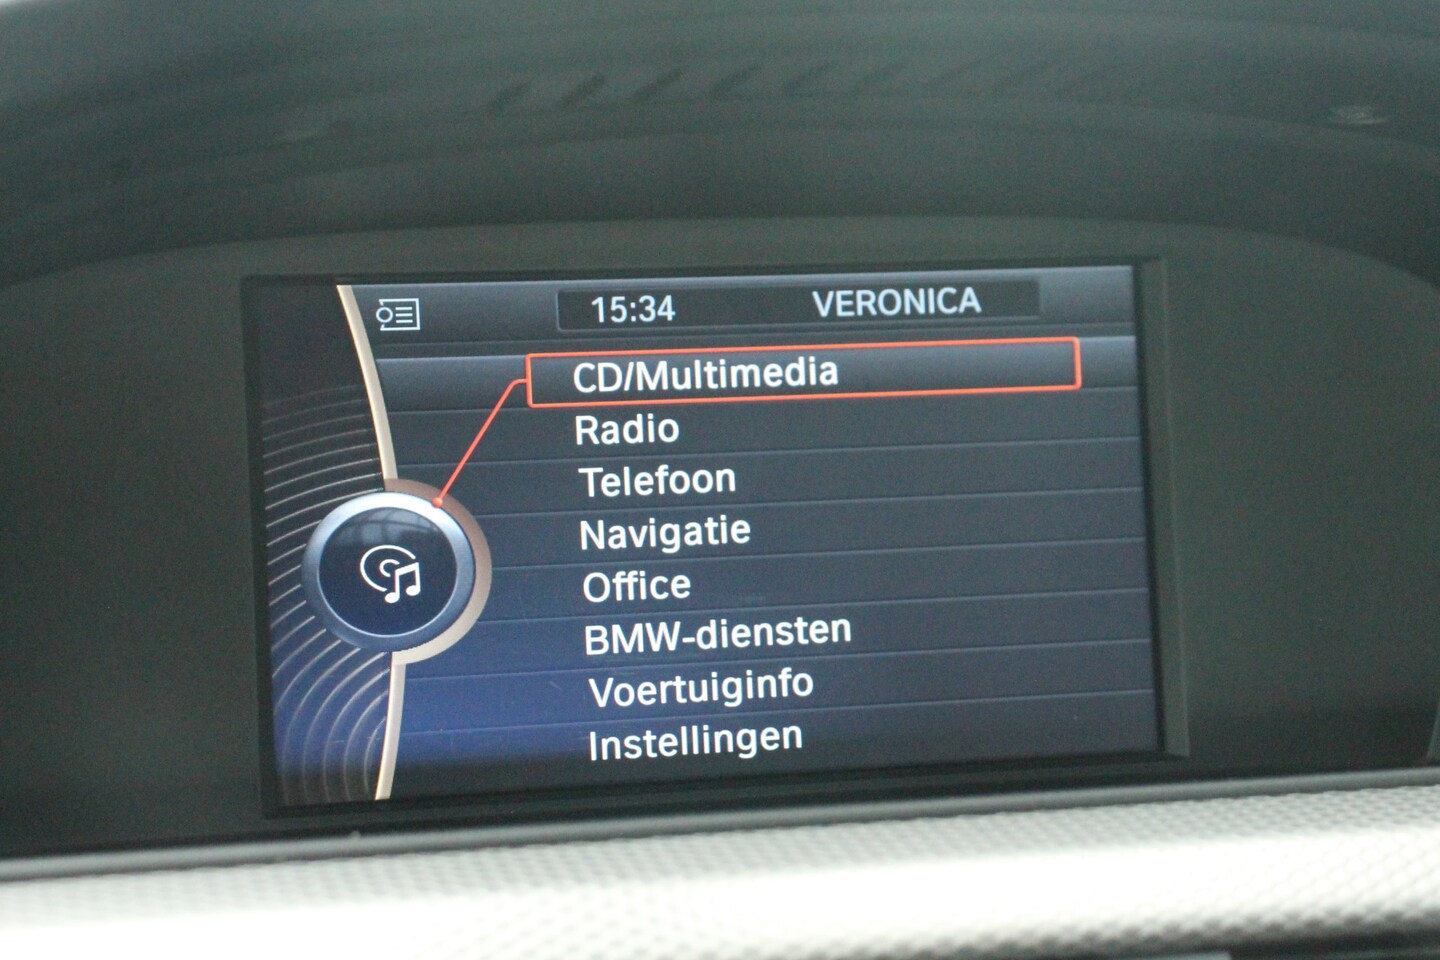 15:34 VERONICA
CD/Multimedia
Radio
Telefoon
Navigatie
Office
BMW-diensten
Voertuiginfo
Instellingen